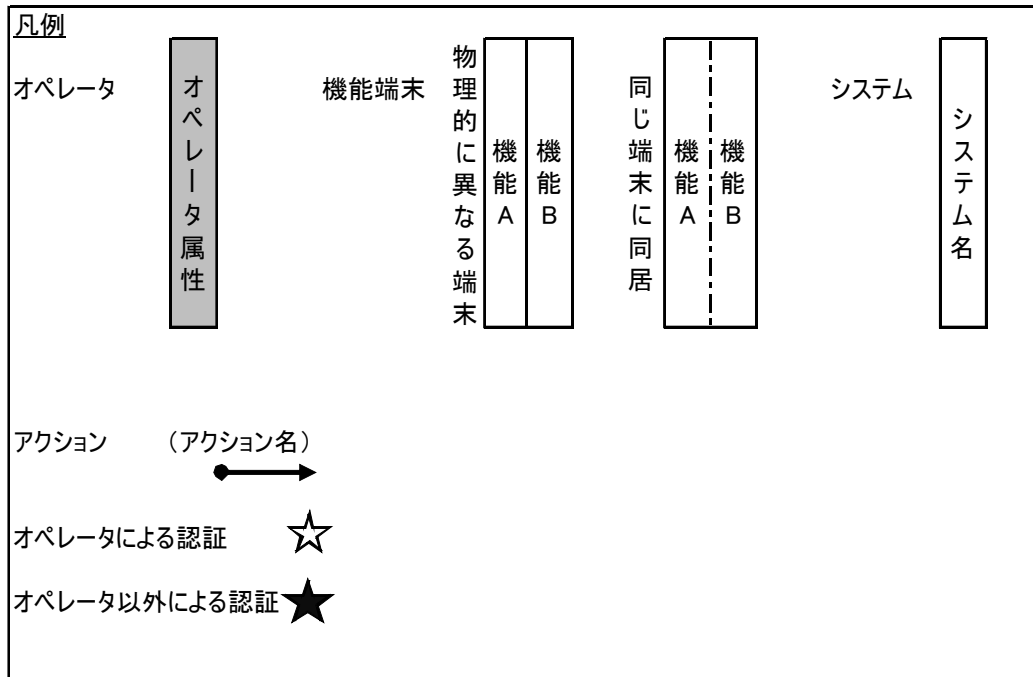 凡例
オペレータ
オペレータ属性
機能端末
物理的に異なる端末
機能A
機能B
同じ端末に同居
機能A
機能B
システム
システム名
アクション
（アクション名）
オペレータによる認証
オペレータ以外による認証